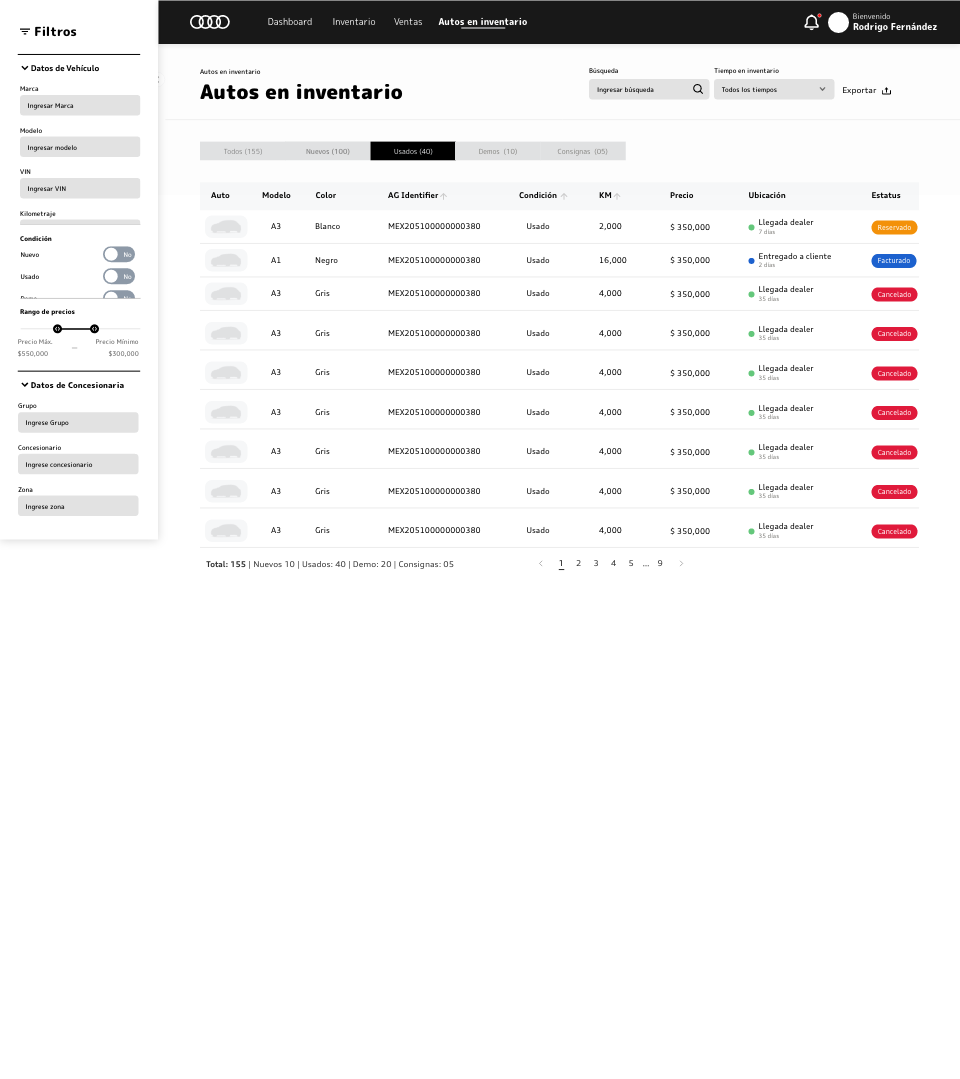 Filtros
Datos de Vehículo
Marca
Ingresar Marca
Modelo
Ingresar modelo
VIN
Ingresar VIN
Kilometraje
Condición
Nuevo No
Usado No
Rango de precios
Precio Máx. — Precio Mínimo
$550,000 $300,000
Datos de Concesionaria
Grupo
Ingrese Grupo
Concesionario
Ingrese concesionario
Zona
Ingrese zona
Dashboard Inventario Ventas Autos en inventario
Bienvenido
Rodrigo Fernández
Autos en inventario
Autos en inventario
Búsqueda
Ingresar búsqueda
Tiempo en inventario
Todos los tiempos
Exportar
Todos (155) Nuevos (100) Usados (40) Demos (10) Consignas (05)
Auto Modelo Color AG Identifier Condición KM Precio Ubicación Estatus
A3 Blanco MEX205100000000380 Usado 2,000 $ 350,000 Llegada dealer Reservado
7 días
A1 Negro MEX205100000000380 Usado 16,000 $ 350,000 Entregado a cliente Facturado
2 días
A3 Gris MEX205100000000380 Usado 4,000 $ 350,000 Llegada dealer Cancelado
35 días
A3 Gris MEX205100000000380 Usado 4,000 $ 350,000 Llegada dealer Cancelado
35 días
A3 Gris MEX205100000000380 Usado 4,000 $ 350,000 Llegada dealer Cancelado
35 días
A3 Gris MEX205100000000380 Usado 4,000 $ 350,000 Llegada dealer Cancelado
35 días
A3 Gris MEX205100000000380 Usado 4,000 $ 350,000 Llegada dealer Cancelado
35 días
A3 Gris MEX205100000000380 Usado 4,000 $ 350,000 Llegada dealer Cancelado
35 días
A3 Gris MEX205100000000380 Usado 4,000 $ 350,000 Llegada dealer Cancelado
35 días
Total: 155 | Nuevos 10 | Usados: 40 | Demo: 20 | Consignas: 05
1 2 3 4 5 ... 9